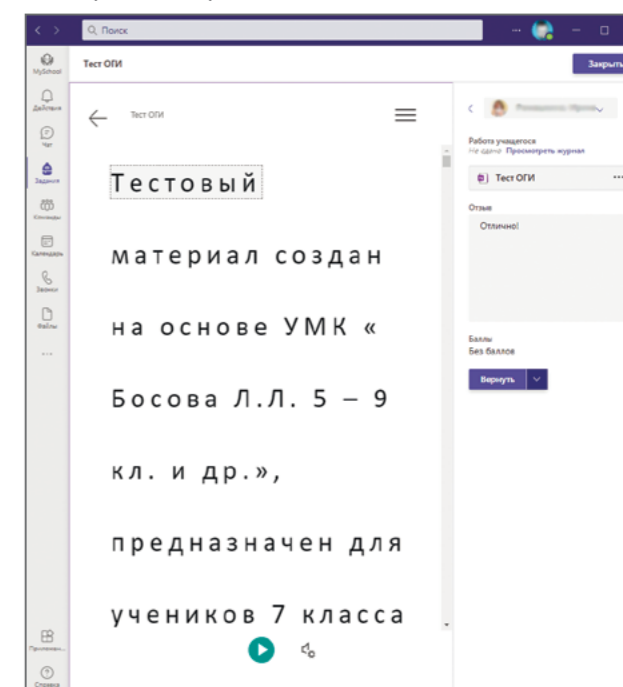 Поиск
MySchool
Тест ОГИ
Закрыть
Действия
Чат
Задания
Команды
Календарь
Звонки
Файлы
Тест ОГИ
Тестовый
материал создан
на основе УМК «
Босова Л.Л. 5 – 9
кл. и др.»,
предназначен для
учеников 7 класса
Работа учащегося
Не сдано Просмотреть журнал
Тест ОГИ
Отзыв
Отлично!
Баллы
Без баллов
Вернуть
Справка